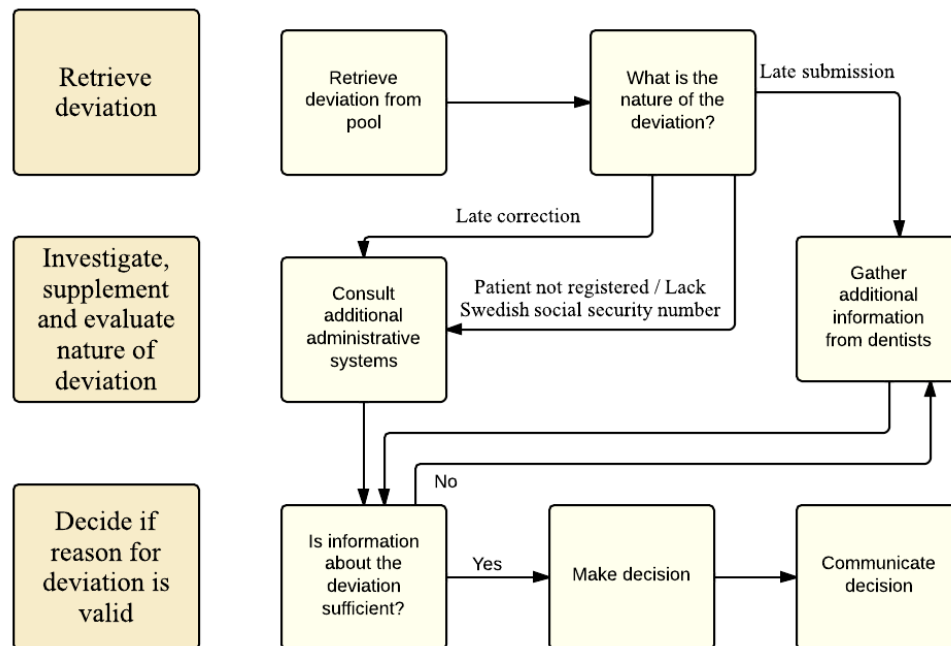 Retrieve
deviation
Retrieve
deviation from
pool
What is the
nature of the
deviation?
Late submission
Late correction
Investigate,
supplement
and evaluate
nature of
deviation
Consult
additional
administrative
systems
Patient not registered / Lack
Swedish social security number
Gather
additional
information
from dentists
No
Decide if
reason for
deviation is
valid
Is information
about the
deviation
sufficient?
Yes
Make decision
Communicate
decision